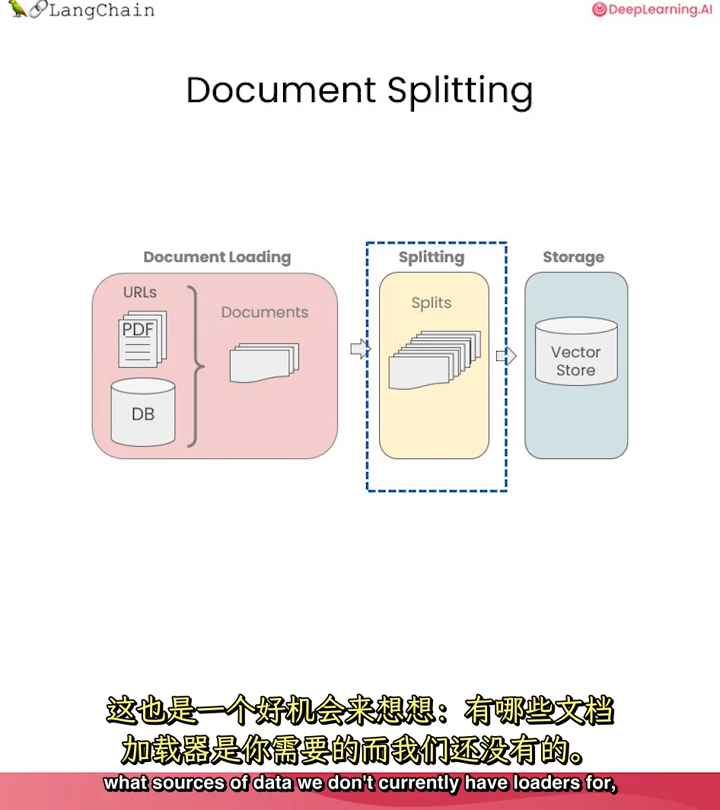 LangChain
DeepLearning.AI
Document Splitting
Document Loading
Splitting
Storage
URLs
Documents
Splits
PDF
DB
Vector
Store
这也是一个好机会来想想：有哪些文档
加载器是你需要的而我们还没有的。
what sources of data we don't currently have loaders for,